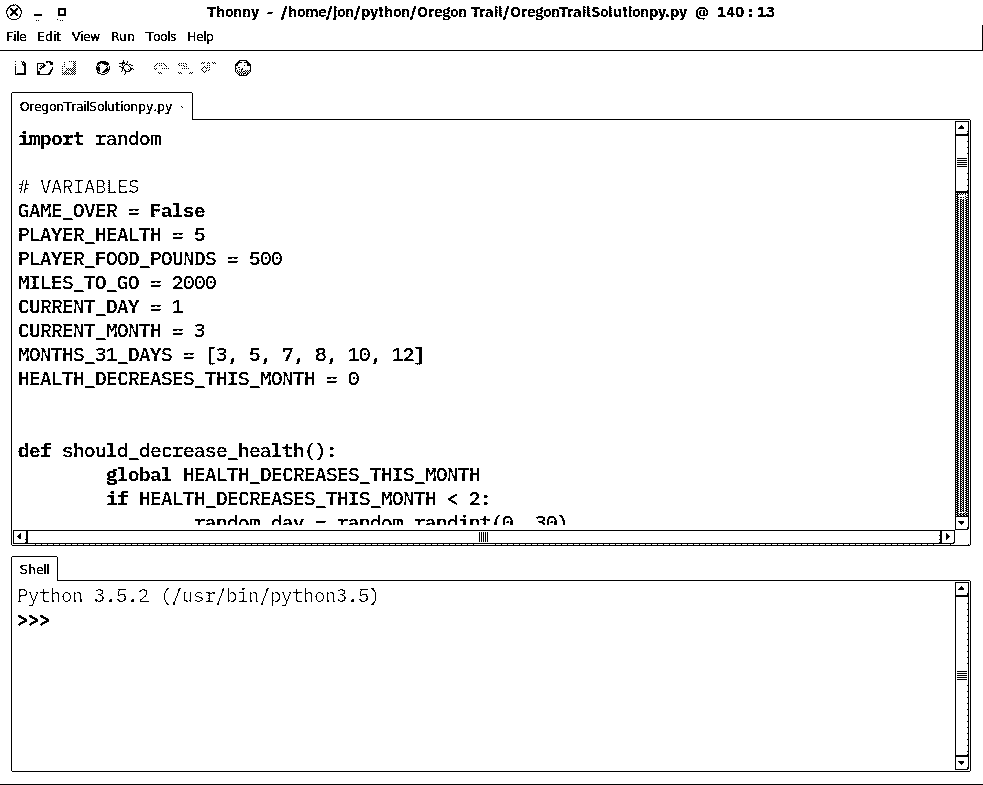 Thonny - /home/jon/python/Oregon Trail/OregonTrailSolutionpy.py @ 140 : 13
File Edit View Run Tools Help
OregonTrailSolutionpy.py
import random
# VARIABLES
GAME_OVER = False
PLAYER_HEALTH = 5
PLAYER_FOOD_POUNDS = 500
MILES_TO_GO = 2000
CURRENT_DAY = 1
CURRENT_MONTH = 3
MONTHS_31_DAYS = [3, 5, 7, 8, 10, 12]
HEALTH_DECREASES_THIS_MONTH = 0
def should_decrease_health():
global HEALTH_DECREASES_THIS_MONTH
if HEALTH_DECREASES_THIS_MONTH < 2:
random_day = random.randint(0, 30)
Shell
Python 3.5.2 (/usr/bin/python3.5)
>>>